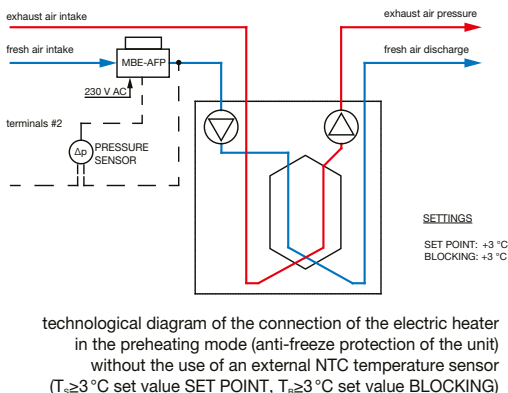 exhaust air intake
exhaust air pressure
fresh air intake
fresh air discharge
MBE-AFP
230 V AC
terminals #2
Δp
PRESSURE
SENSOR
SETTINGS
SET POINT: +3 °C
BLOCKING: +3 °C
technological diagram of the connection of the electric heater
in the preheating mode (anti-freeze protection of the unit)
without the use of an external NTC temperature sensor
(Tₛ≥3 °C set value SET POINT, T_B≥3 °C set value BLOCKING)